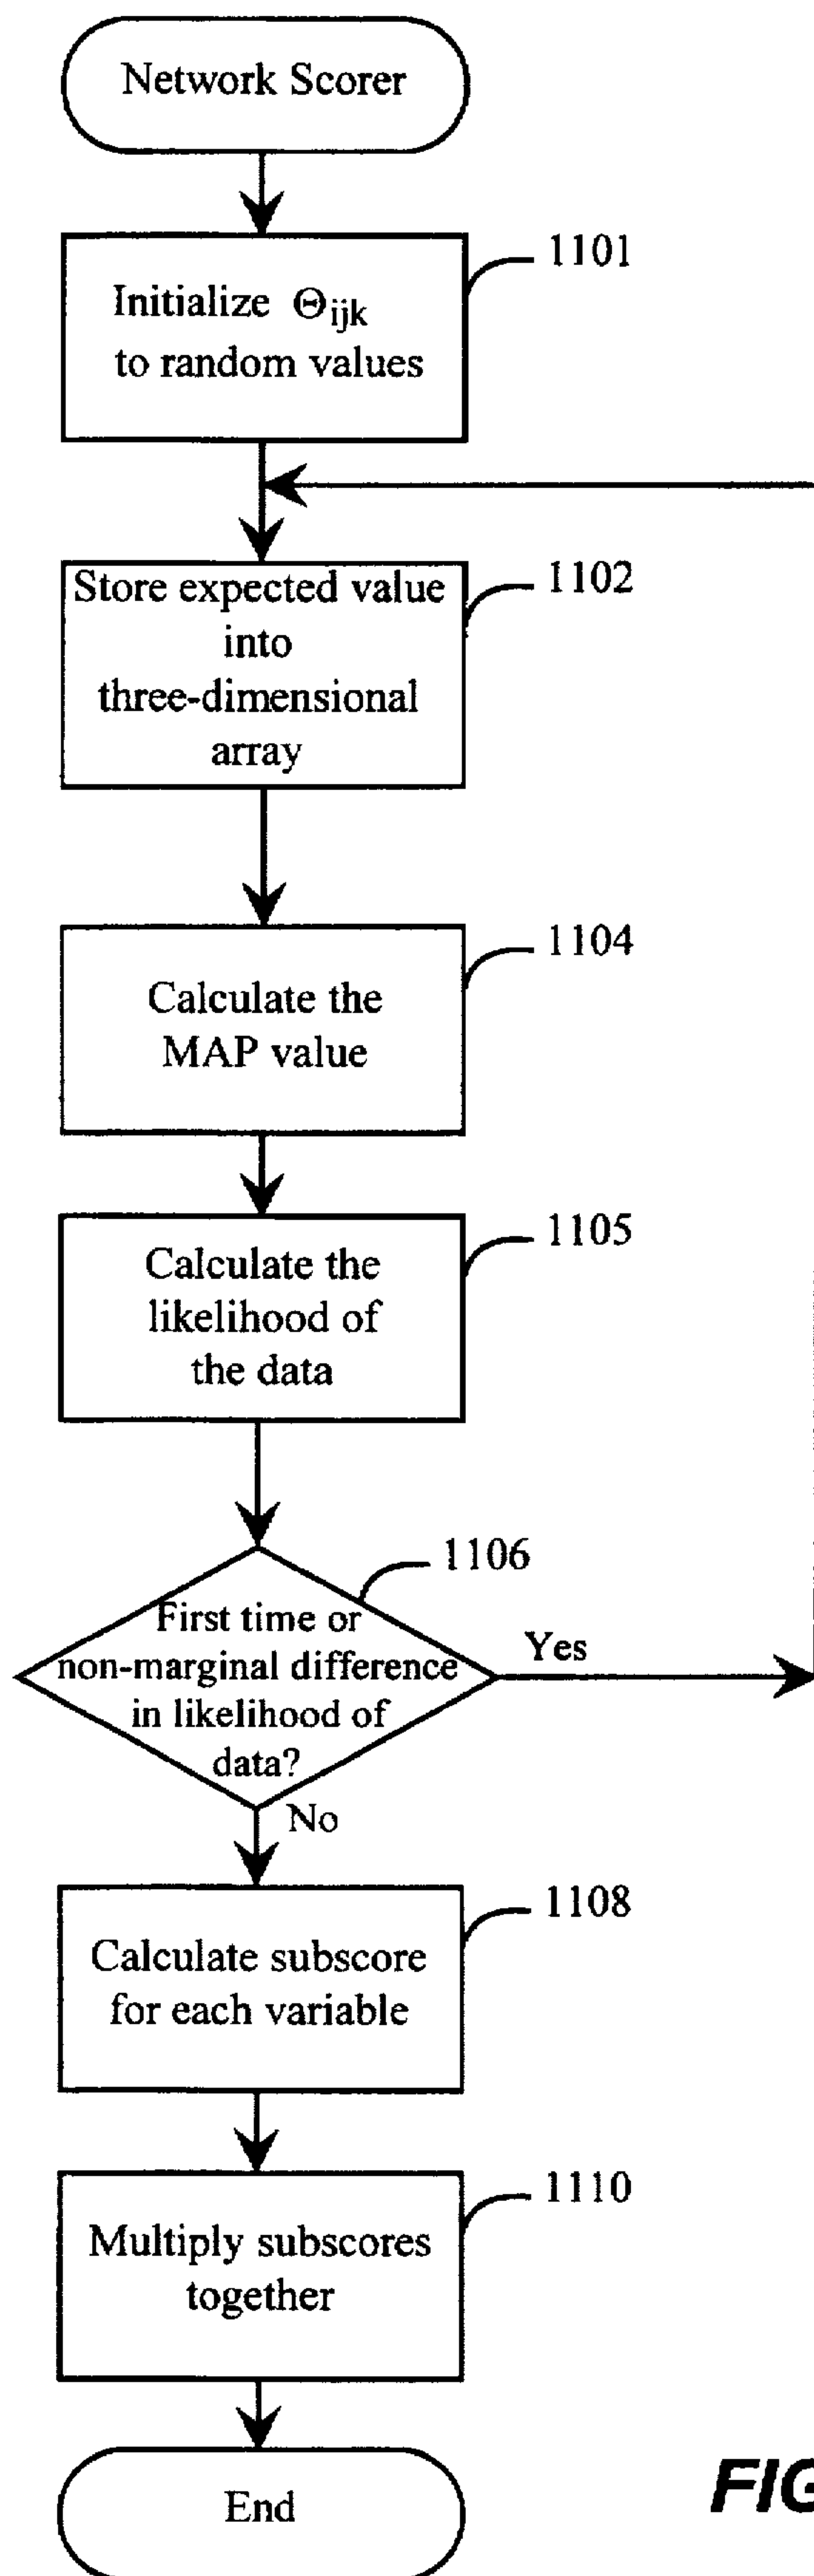 Network Scorer
1101
Initialize Θijk
to random values
1102
Store expected value
into
three-dimensional
array
1104
Calculate the
MAP value
1105
Calculate the
likelihood of
the data
1106
First time or
non-marginal difference
in likelihood of
data?
Yes
No
1108
Calculate subscore
for each variable
1110
Multiply subscores
together
End
FIG